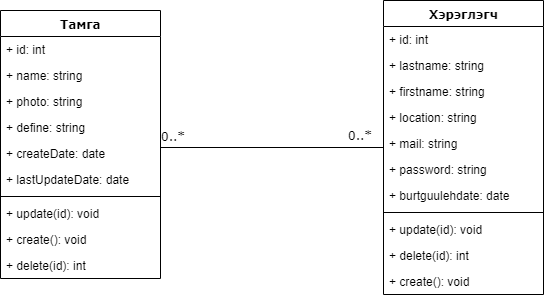 Тамга
+ id: int
+ name: string
+ photo: string
+ define: string
+ createDate: date
+ lastUpdateDate: date
+ update(id): void
+ create(): void
+ delete(id): int
0..*
0..*
Хэрэглэгч
+ id: int
+ lastname: string
+ firstname: string
+ location: string
+ mail: string
+ password: string
+ burtguulehdate: date
+ update(id): void
+ delete(id): int
+ create(): void